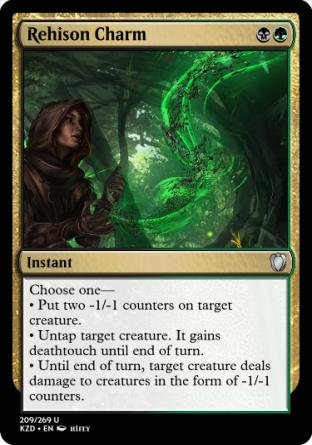 Rehison Charm
Instant
Choose one—
• Put two -1/-1 counters on target
creature.
• Untap target creature. It gains
deathtouch until end of turn.
• Until end of turn, target creature deals
damage to creatures in the form of -1/-1
counters.
209/269 U
KZD • EN HIFLY